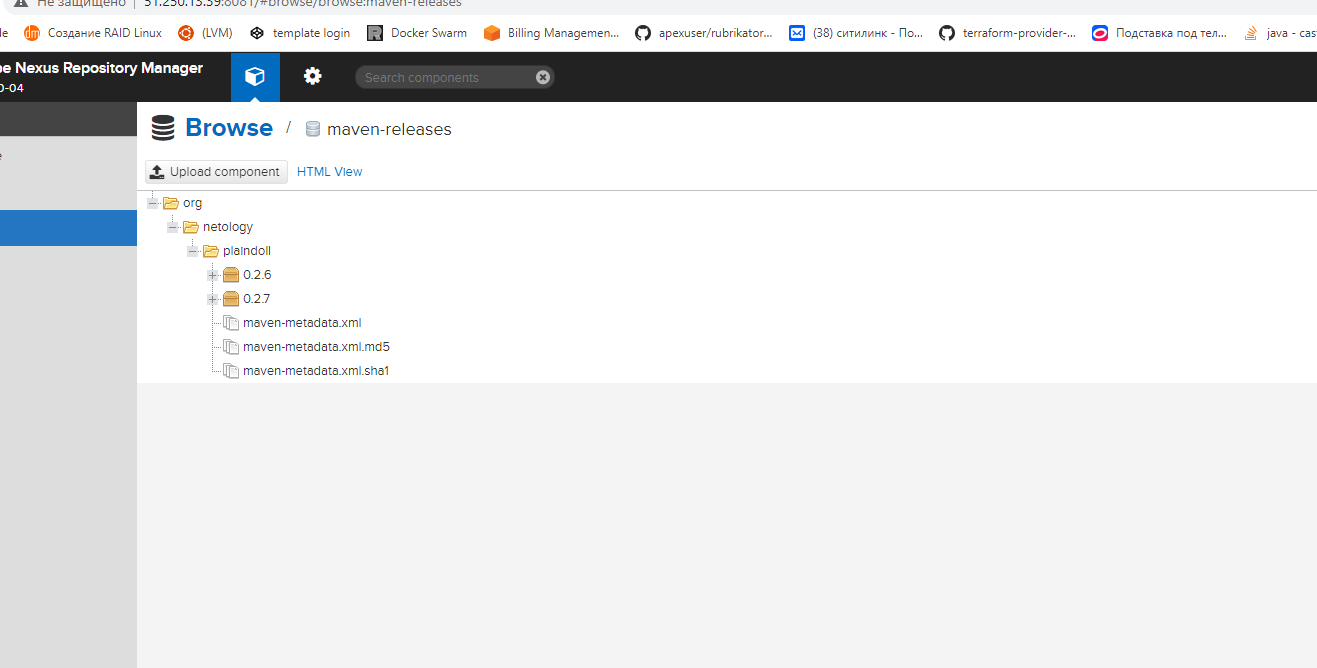 Не защищено 51.250.13.39:8081/#browse/browse:maven-releases
Создание RAID Linux (LVM) template login Docker Swarm Billing Managemen... apexuser/rubrikator... (38) ситилинк - По... terraform-provider-... Подставка под тел... java - cas
Nexus Repository Manager
0-04
Search components
Browse / maven-releases
Upload component HTML View
org
netology
plaindoll
0.2.6
0.2.7
maven-metadata.xml
maven-metadata.xml.md5
maven-metadata.xml.sha1